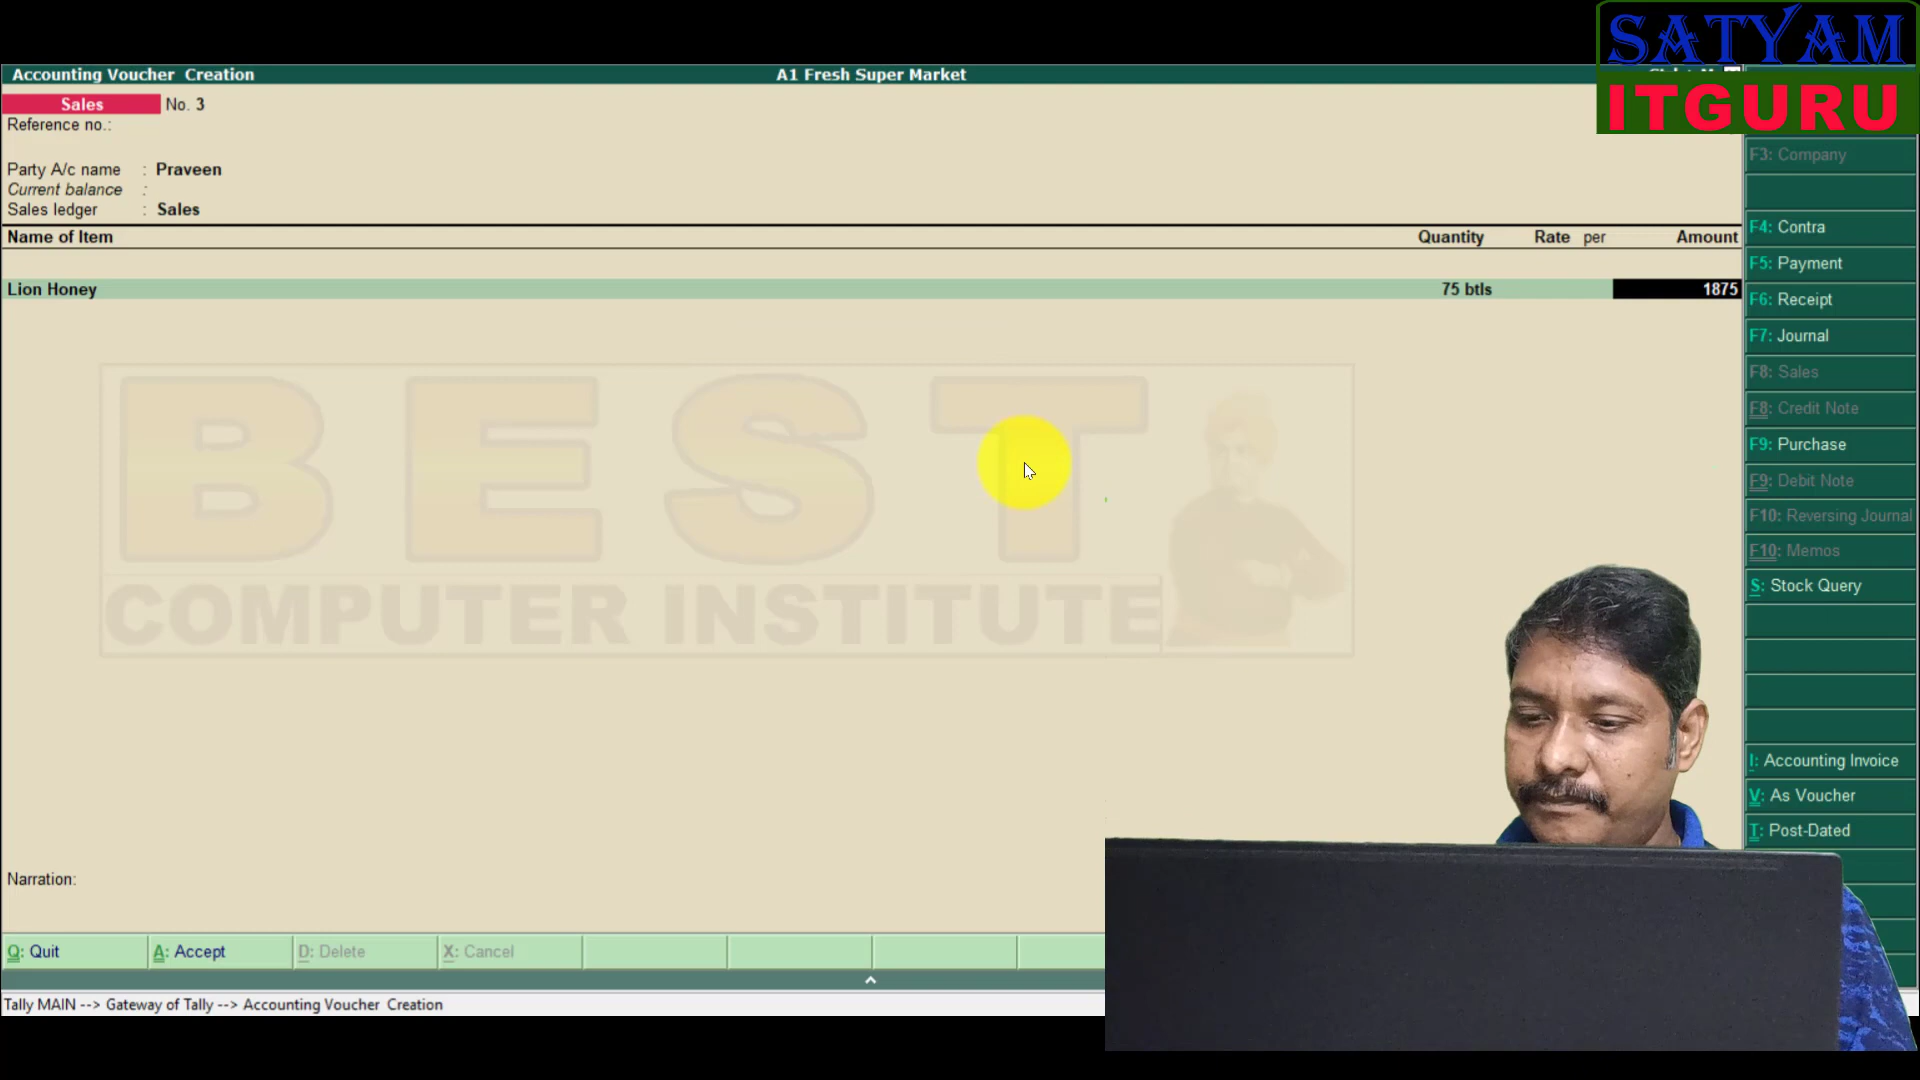 SATYAM
ITGURU
Accounting Voucher Creation
A1 Fresh Super Market
Sales No. 3
Reference no.:
Party A/c name : Praveen
Current balance :
Sales ledger : Sales
Name of Item Quantity Rate per Amount
Lion Honey 75 btls 1875
BEST
COMPUTER INSTITUTE
Narration:
F3: Company
F4: Contra
F5: Payment
F6: Receipt
F7: Journal
F8: Sales
F8: Credit Note
F9: Purchase
F9: Debit Note
F10: Reversing Journal
F10: Memos
S: Stock Query
I: Accounting Invoice
V: As Voucher
T: Post-Dated
Q: Quit A: Accept D: Delete X: Cancel
Tally MAIN --> Gateway of Tally --> Accounting Voucher Creation